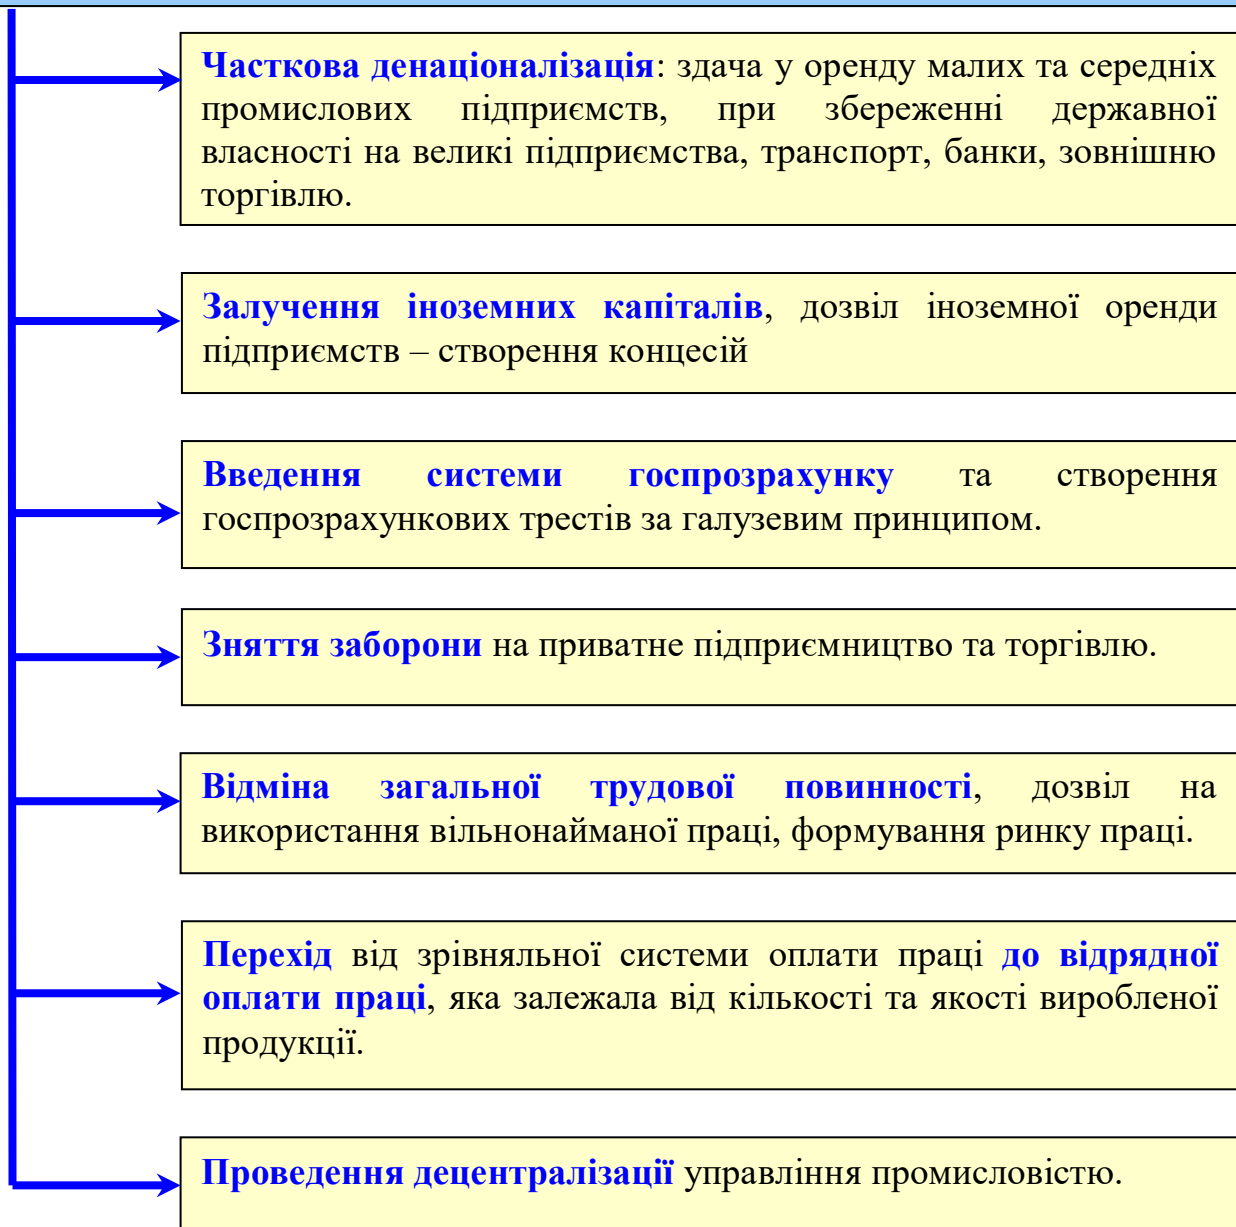 Часткова денаціоналізація: здача у оренду малих та середніх
промислових підприємств, при збереженні державної
власності на великі підприємства, транспорт, банки, зовнішню
торгівлю.
Залучення іноземних капіталів, дозвіл іноземної оренди
підприємств – створення концесій
Введення системи госпрозрахунку та створення
госпрозрахункових трестів за галузевим принципом.
Зняття заборони на приватне підприємництво та торгівлю.
Відміна загальної трудової повинності, дозвіл на
використання вільнонайманої праці, формування ринку праці.
Перехід від зрівняльної системи оплати праці до відрядної
оплати праці, яка залежала від кількості та якості виробленої
продукції.
Проведення децентралізації управління промисловістю.